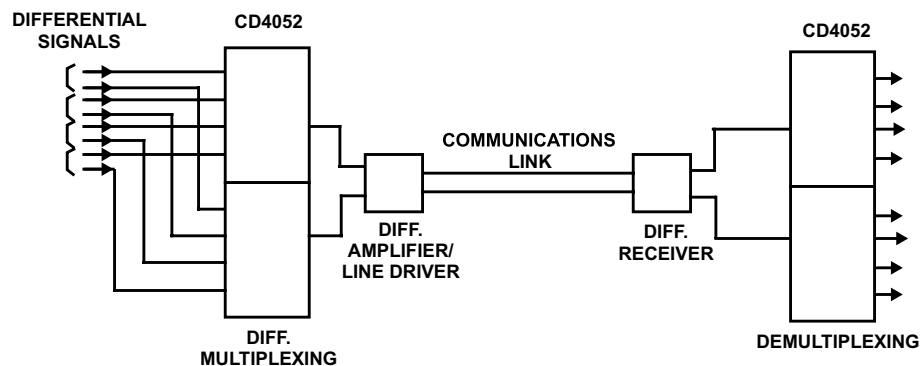 DIFFERENTIAL
SIGNALS
CD4052
CD4052
COMMUNICATIONS
LINK
DIFF.
AMPLIFIER/
LINE DRIVER
DIFF.
RECEIVER
DIFF.
MULTIPLEXING
DEMULTIPLEXING